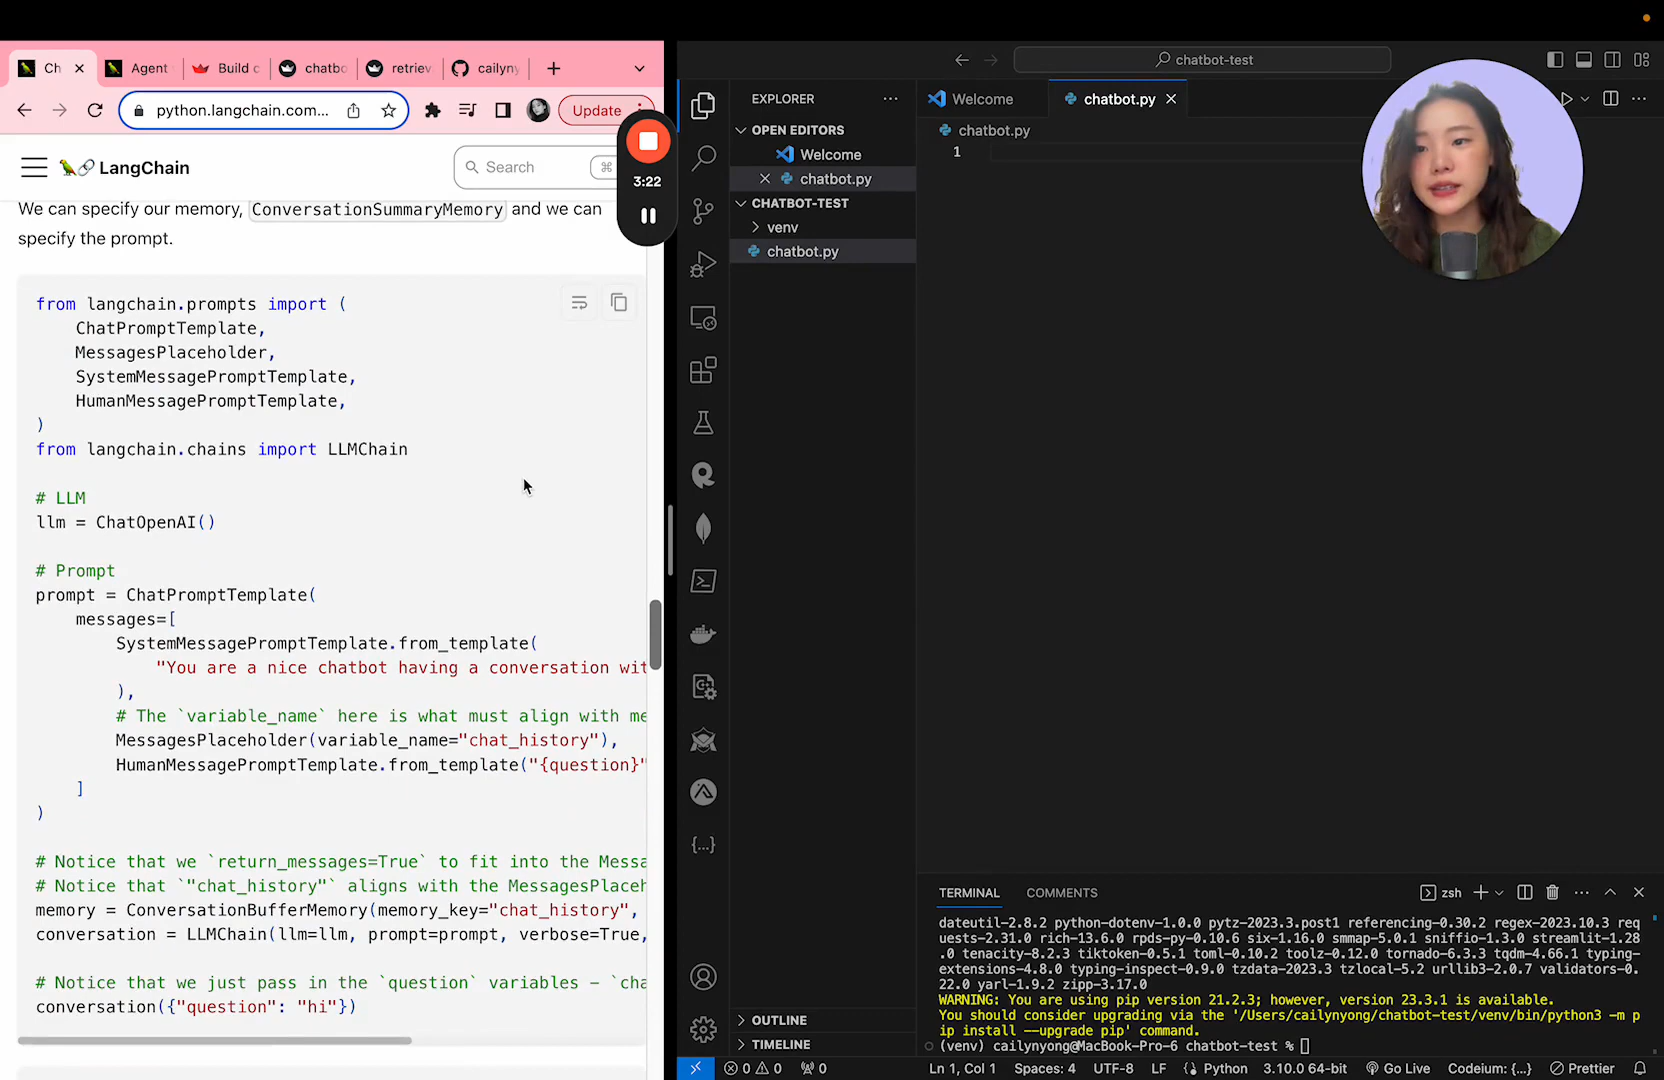 Ch
Agent
Build c
chatbo
retriev
cailyny
python.langchain.com...
Update
LangChain
Search
3:22
We can specify our memory, ConversationSummaryMemory and we can
specify the prompt.
from langchain.prompts import (
ChatPromptTemplate,
MessagesPlaceholder,
SystemMessagePromptTemplate,
HumanMessagePromptTemplate,
)
from langchain.chains import LLMChain
# LLM
llm = ChatOpenAI()
# Prompt
prompt = ChatPromptTemplate(
messages=[
SystemMessagePromptTemplate.from_template(
"You are a nice chatbot having a conversation wit
),
# The `variable_name` here is what must align with me
MessagesPlaceholder(variable_name="chat_history"),
HumanMessagePromptTemplate.from_template("{question}"
]
)
# Notice that we `return_messages=True` to fit into the Messa
# Notice that `"chat_history"` aligns with the MessagesPlaceh
memory = ConversationBufferMemory(memory_key="chat_history",
conversation = LLMChain(llm=llm, prompt=prompt, verbose=True,
# Notice that we just pass in the `question` variables - `cha
conversation({"question": "hi"})
chatbot-test
EXPLORER
OPEN EDITORS
Welcome
chatbot.py
CHATBOT-TEST
venv
chatbot.py
OUTLINE
TIMELINE
Welcome
chatbot.py
chatbot.py
1
TERMINAL
COMMENTS
zsh
dateutil-2.8.2 python-dotenv-1.0.0 pytz-2023.3.post1 referencing-0.30.2 regex-2023.10.3 req
uests-2.31.0 rich-13.6.0 rpds-py-0.10.6 six-1.16.0 smmap-5.0.1 sniffio-1.3.0 streamlit-1.28
.0 tenacity-8.2.3 tiktoken-0.5.1 toml-0.10.2 toolz-0.12.0 tornado-6.3.3 tqdm-4.66.1 typing-
extensions-4.8.0 typing-inspect-0.9.0 tzdata-2023.3 tzlocal-5.2 urllib3-2.0.7 validators-0.
22.0 yarl-1.9.2 zipp-3.17.0
WARNING: You are using pip version 21.2.3; however, version 23.3.1 is available.
You should consider upgrading via the '/Users/cailynyong/chatbot-test/venv/bin/python3 -m p
ip install --upgrade pip' command.
(venv) cailynyong@MacBook-Pro-6 chatbot-test %
0 0 0
Ln 1, Col 1
Spaces: 4
UTF-8
LF
Python
3.10.0 64-bit
Go Live
Codeium: {...}
Prettier